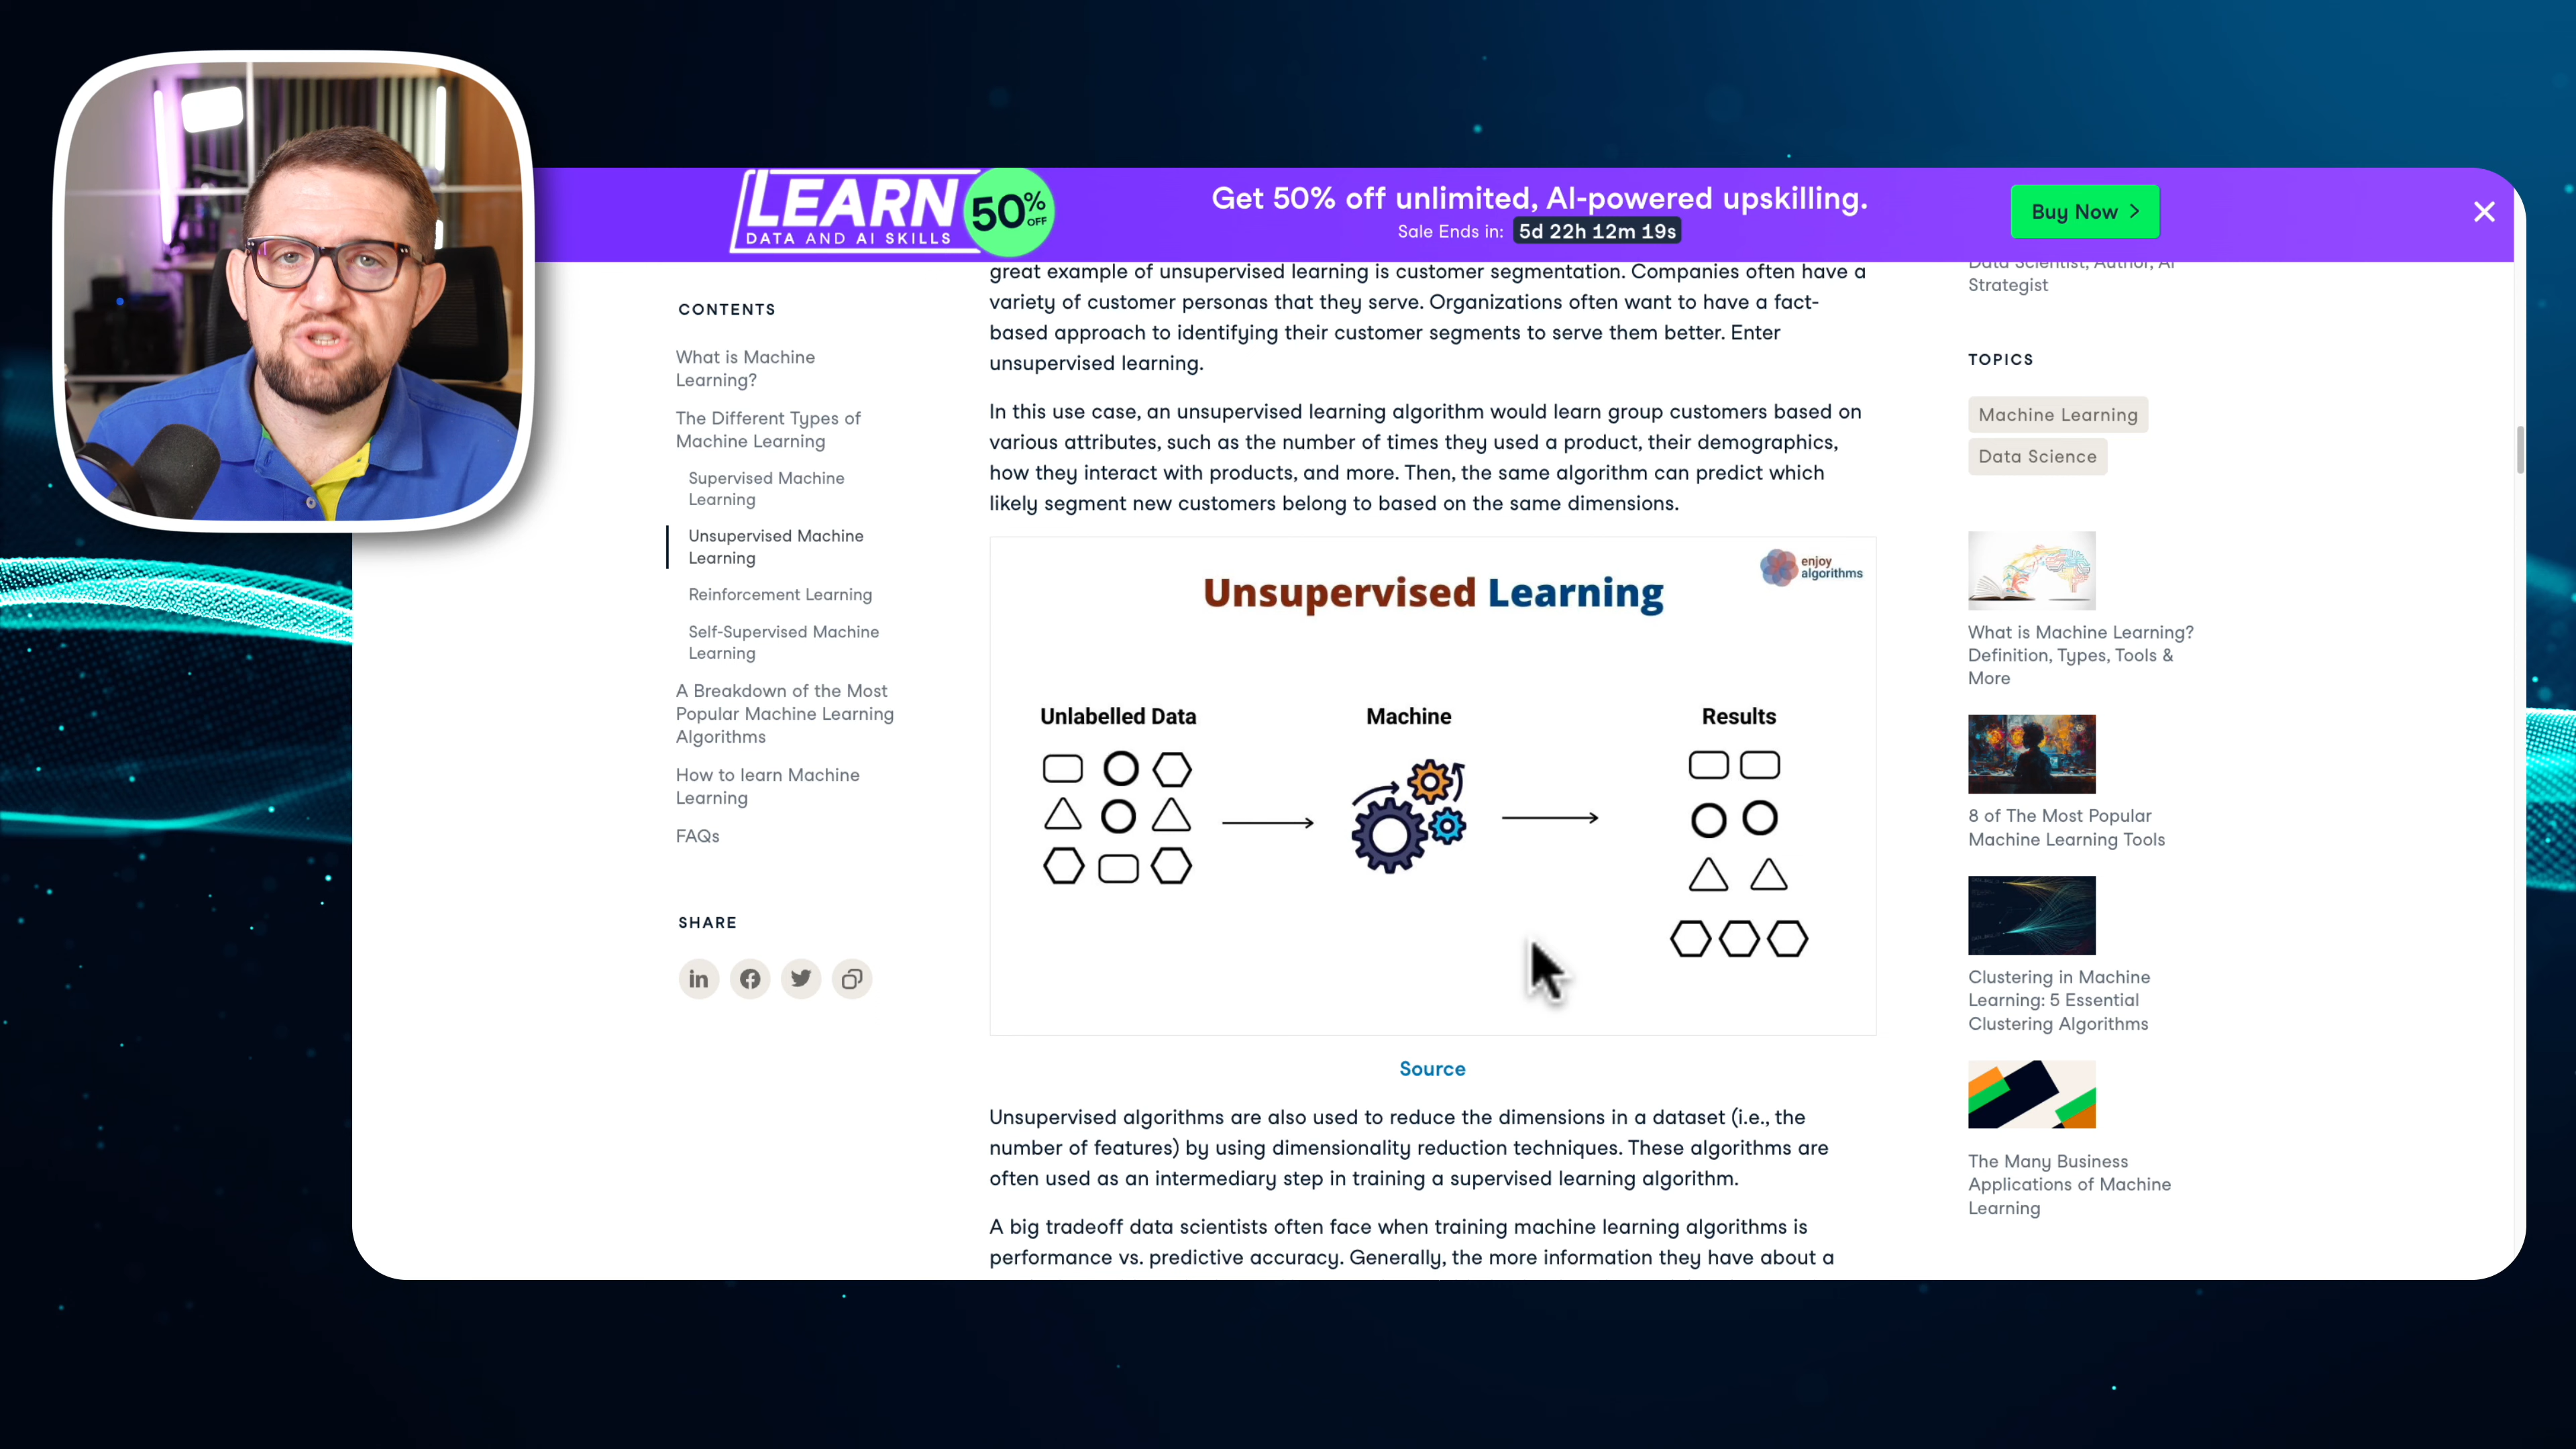 LEARN
DATA AND AI SKILLS
50%
OFF
Get 50% off unlimited, AI-powered upskilling.
Sale Ends in: 5d 22h 12m 19s
Buy Now
CONTENTS
What is Machine
Learning?
The Different Types of
Machine Learning
Supervised Machine
Learning
Unsupervised Machine
Learning
Reinforcement Learning
Self-Supervised Machine
Learning
A Breakdown of the Most
Popular Machine Learning
Algorithms
How to learn Machine
Learning
FAQs
SHARE
in
great example of unsupervised learning is customer segmentation. Companies often have a
variety of customer personas that they serve. Organizations often want to have a fact-
based approach to identifying their customer segments to serve them better. Enter
unsupervised learning.
In this use case, an unsupervised learning algorithm would learn group customers based on
various attributes, such as the number of times they used a product, their demographics,
how they interact with products, and more. Then, the same algorithm can predict which
likely segment new customers belong to based on the same dimensions.
enjoy
algorithms
Unsupervised Learning
Unlabelled Data
Machine
Results
Source
Unsupervised algorithms are also used to reduce the dimensions in a dataset (i.e., the
number of features) by using dimensionality reduction techniques. These algorithms are
often used as an intermediary step in training a supervised learning algorithm.
A big tradeoff data scientists often face when training machine learning algorithms is
performance vs. predictive accuracy. Generally, the more information they have about a
Data Scientist, Author, AI
Strategist
TOPICS
Machine Learning
Data Science
What is Machine Learning?
Definition, Types, Tools &
More
8 of The Most Popular
Machine Learning Tools
Clustering in Machine
Learning: 5 Essential
Clustering Algorithms
The Many Business
Applications of Machine
Learning